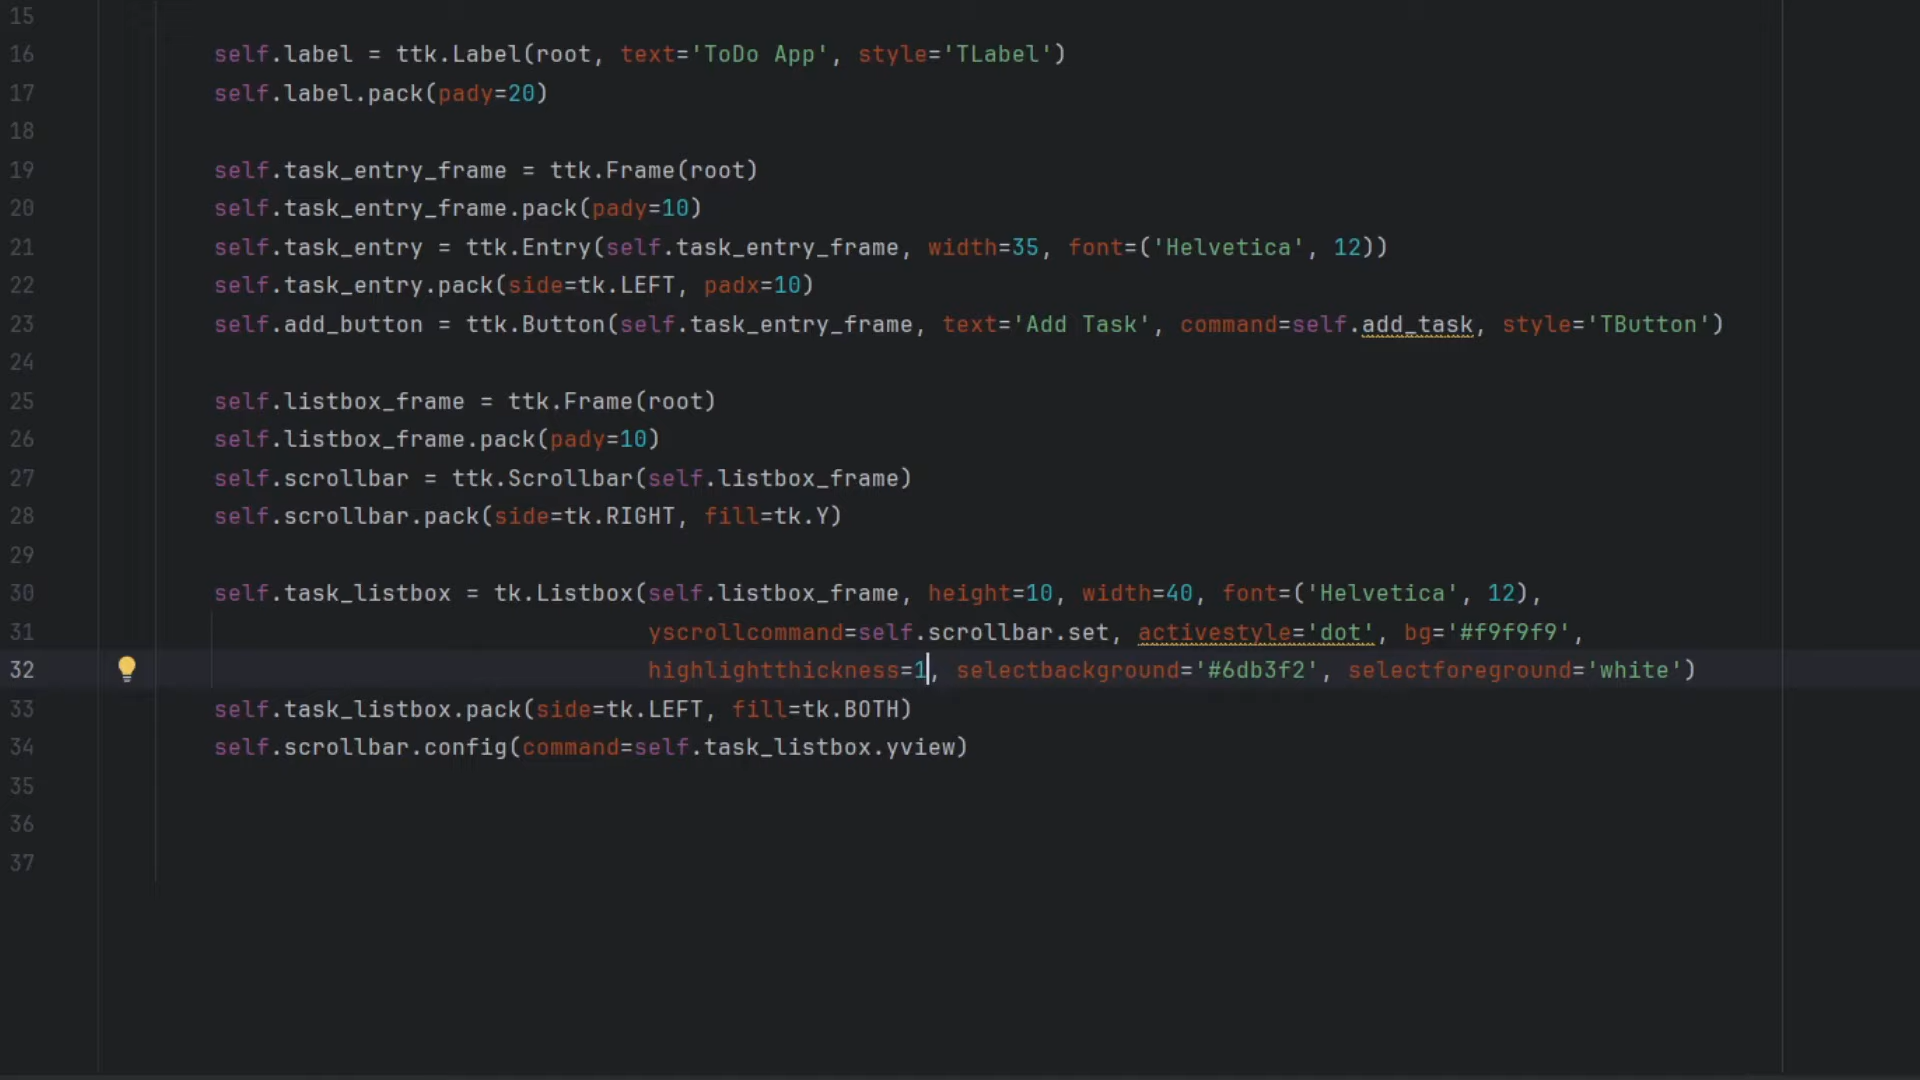 15
16 self.label = ttk.Label(root, text='ToDo App', style='TLabel')
17 self.label.pack(pady=20)
18
19 self.task_entry_frame = ttk.Frame(root)
20 self.task_entry_frame.pack(pady=10)
21 self.task_entry = ttk.Entry(self.task_entry_frame, width=35, font=('Helvetica', 12))
22 self.task_entry.pack(side=tk.LEFT, padx=10)
23 self.add_button = ttk.Button(self.task_entry_frame, text='Add Task', command=self.add_task, style='TButton')
24
25 self.listbox_frame = ttk.Frame(root)
26 self.listbox_frame.pack(pady=10)
27 self.scrollbar = ttk.Scrollbar(self.listbox_frame)
28 self.scrollbar.pack(side=tk.RIGHT, fill=tk.Y)
29
30 self.task_listbox = tk.Listbox(self.listbox_frame, height=10, width=40, font=('Helvetica', 12),
31 yscrollcommand=self.scrollbar.set, activestyle='dot', bg='#f9f9f9',
32 highlightthickness=1, selectbackground='#6db3f2', selectforeground='white')
33 self.task_listbox.pack(side=tk.LEFT, fill=tk.BOTH)
34 self.scrollbar.config(command=self.task_listbox.yview)
35
36
37